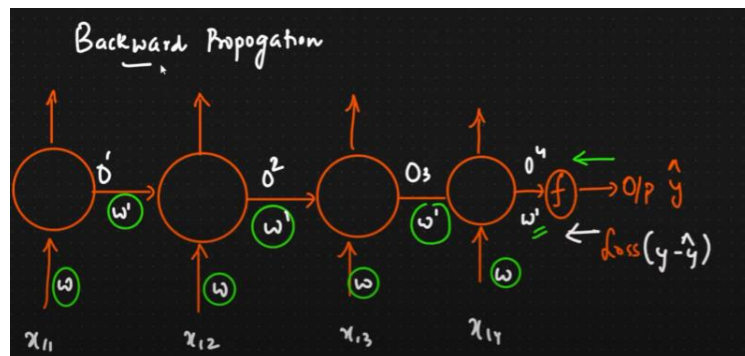 Backward Propogation
O¹ O² O₃ O⁴
w' w' w' w' f O/p ŷ
Loss(y-ŷ)
w w w w
x₁₁ x₁₂ x₁₃ x₁₄